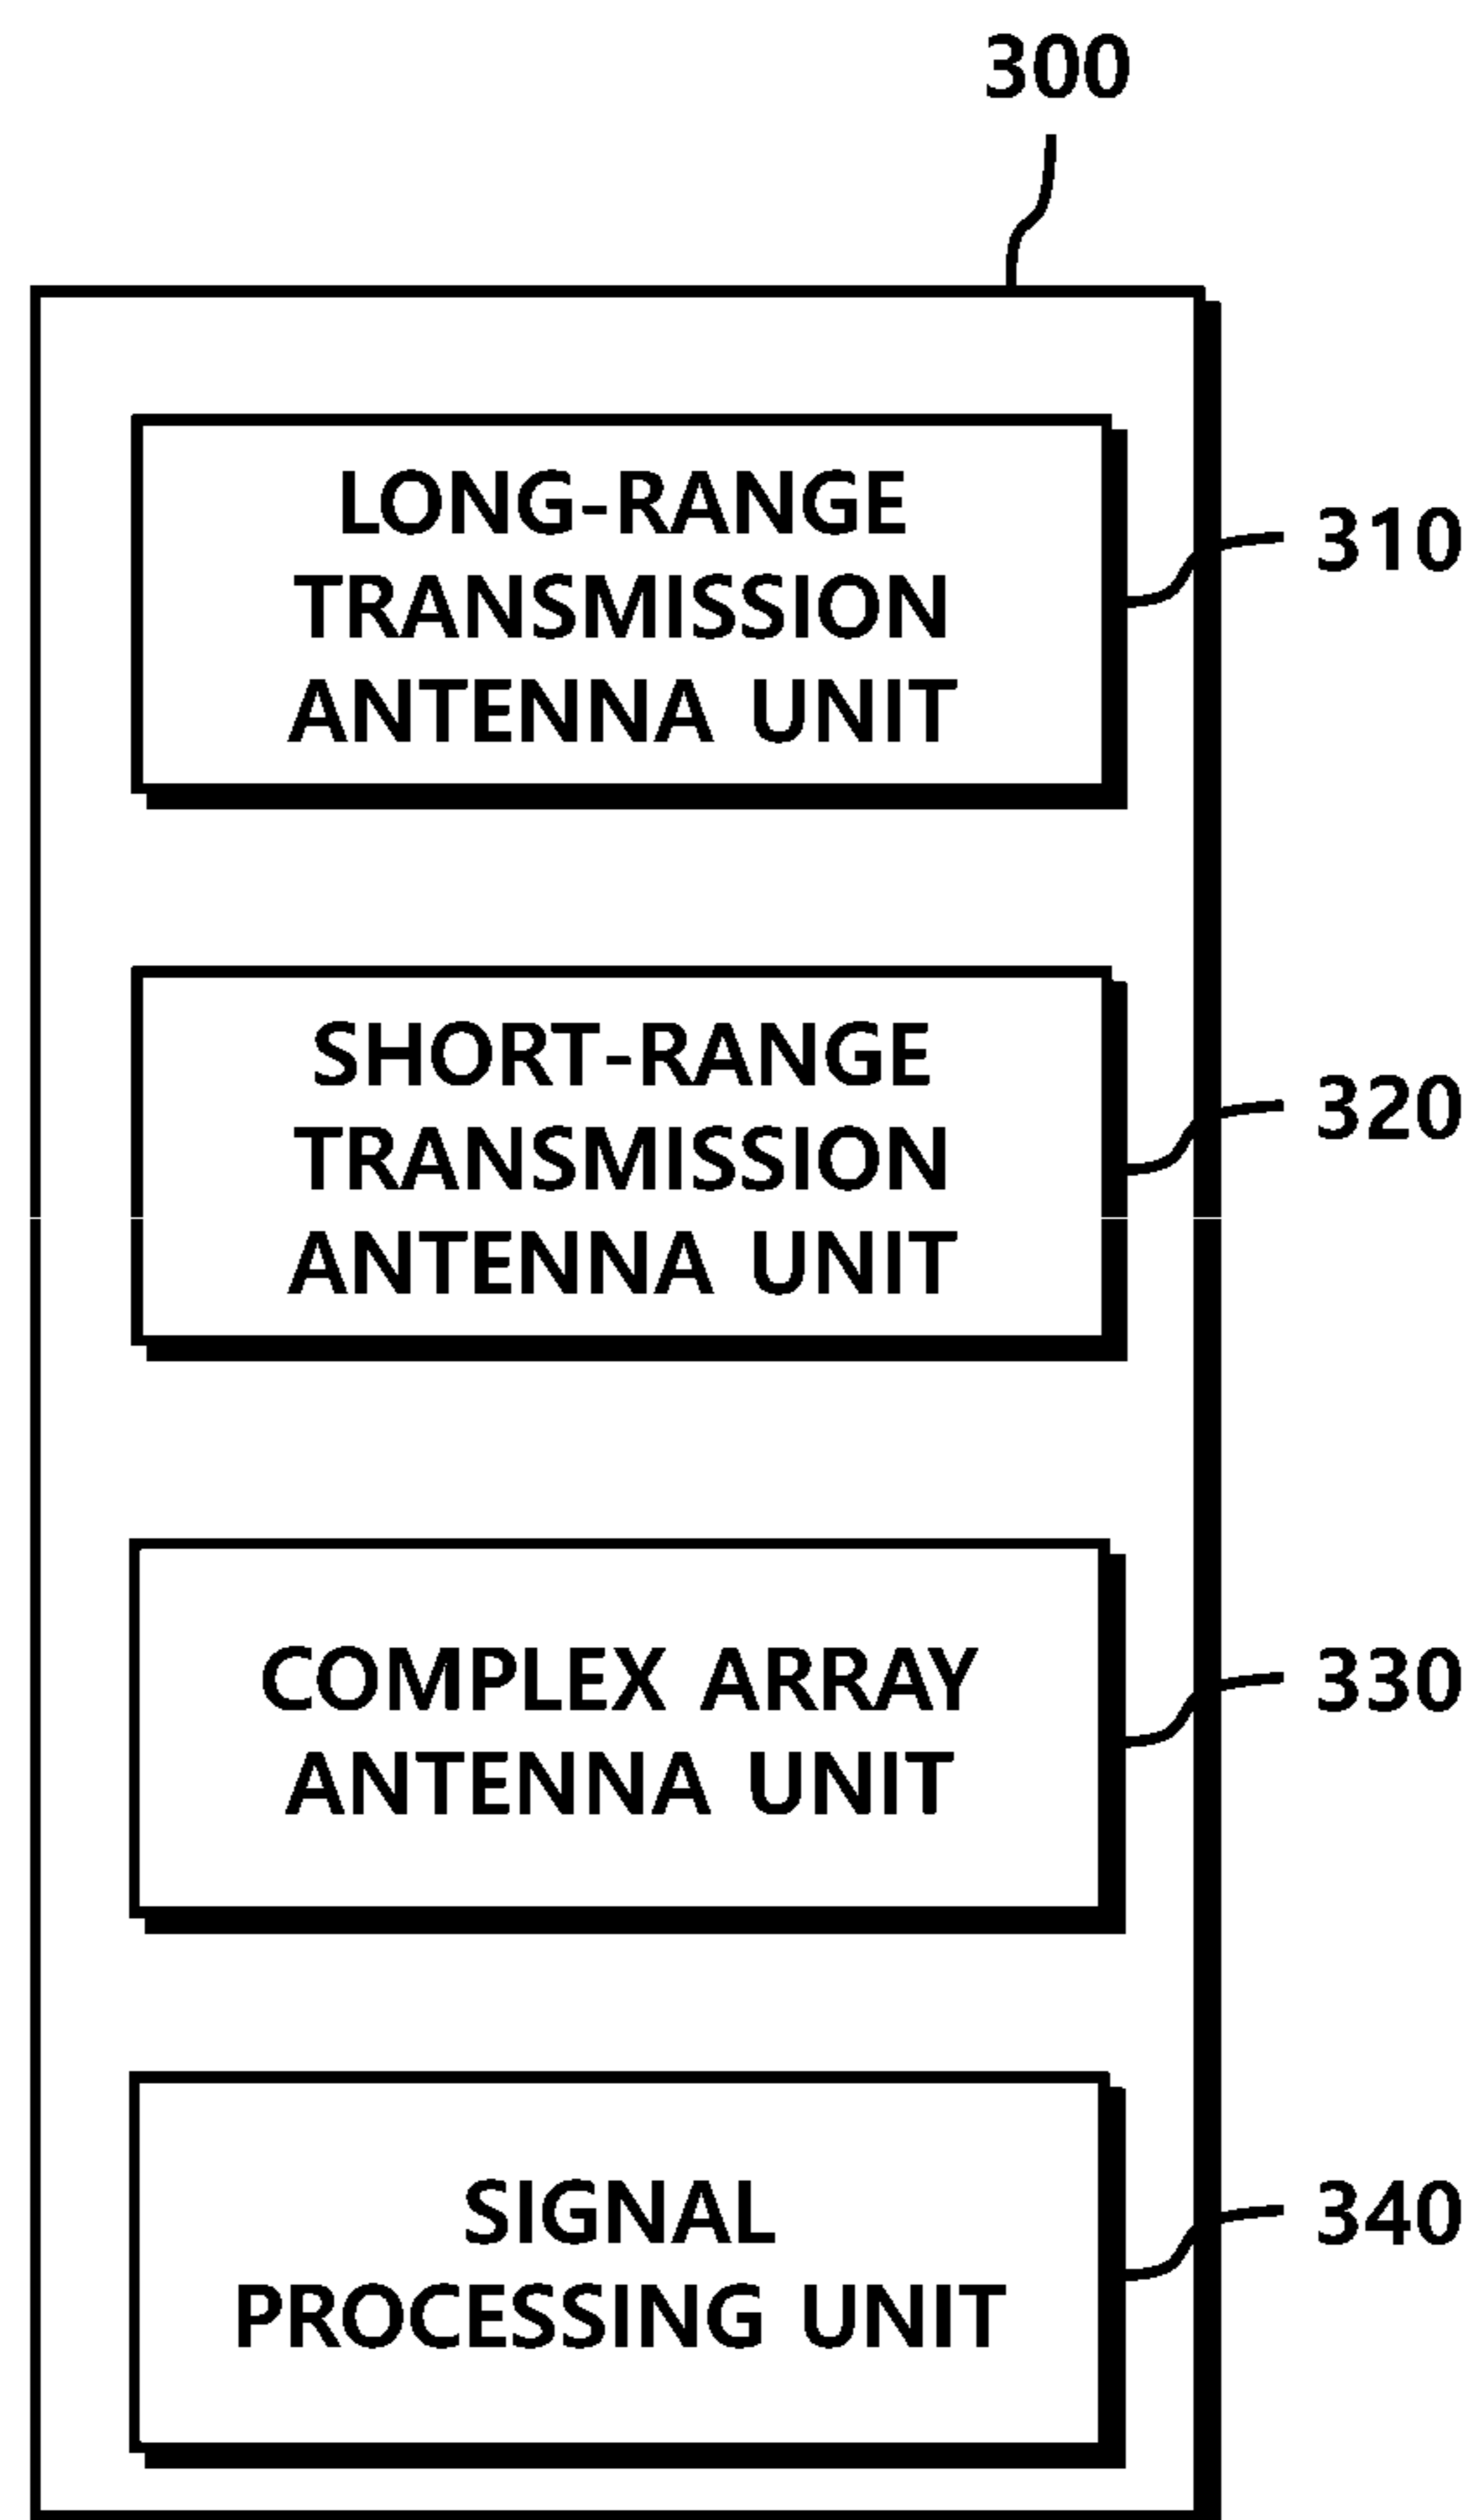 300
LONG-RANGE
TRANSMISSION
ANTENNA UNIT
310
SHORT-RANGE
TRANSMISSION
ANTENNA UNIT
320
COMPLEX ARRAY
ANTENNA UNIT
330
SIGNAL
PROCESSING UNIT
340